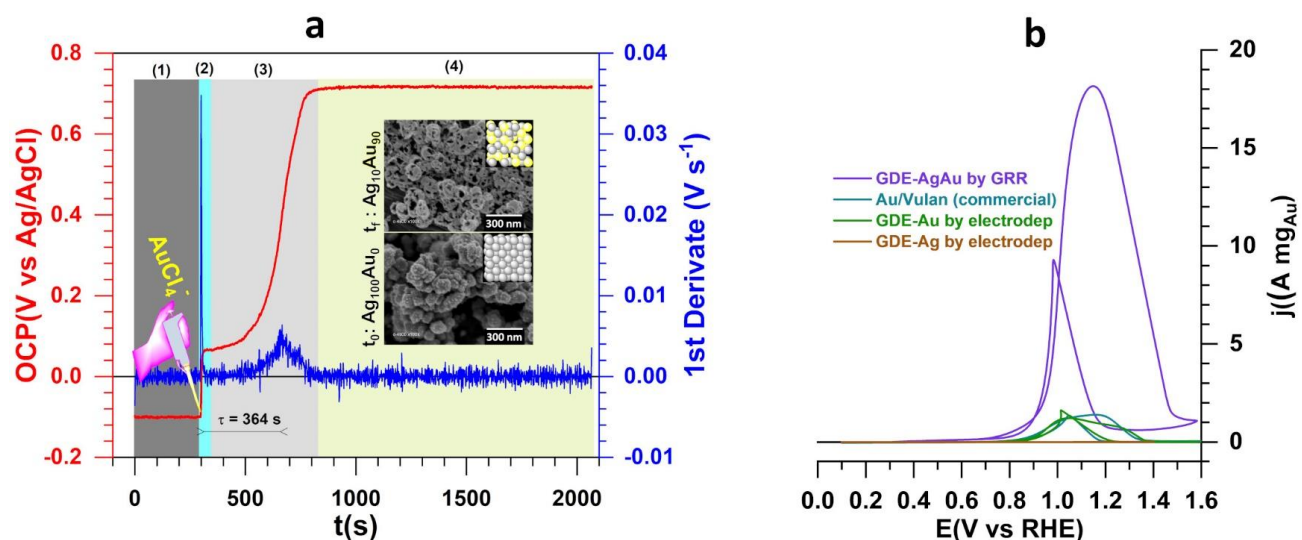 a
(1)
(2)
(3)
(4)
OCP(V vs Ag/AgCl)
0.8
0.6
0.4
0.2
0.0
-0.2
0.04
0.03
0.02
0.01
0.00
-0.01
1st Derivate (V s⁻¹)
AuCl₄⁻
τ = 364 s
t₀: Ag₁₀₀Au₀
t_f : Ag₁₀Au₉₀
300 nm
300 nm
0
500
1000
1500
2000
t(s)
b
GDE-AgAu by GRR
Au/Vulan (commercial)
GDE-Au by electrodep
GDE-Ag by electrodep
20
15
10
5
0
j((A mg_Au)
0.0
0.2
0.4
0.6
0.8
1.0
1.2
1.4
1.6
E(V vs RHE)